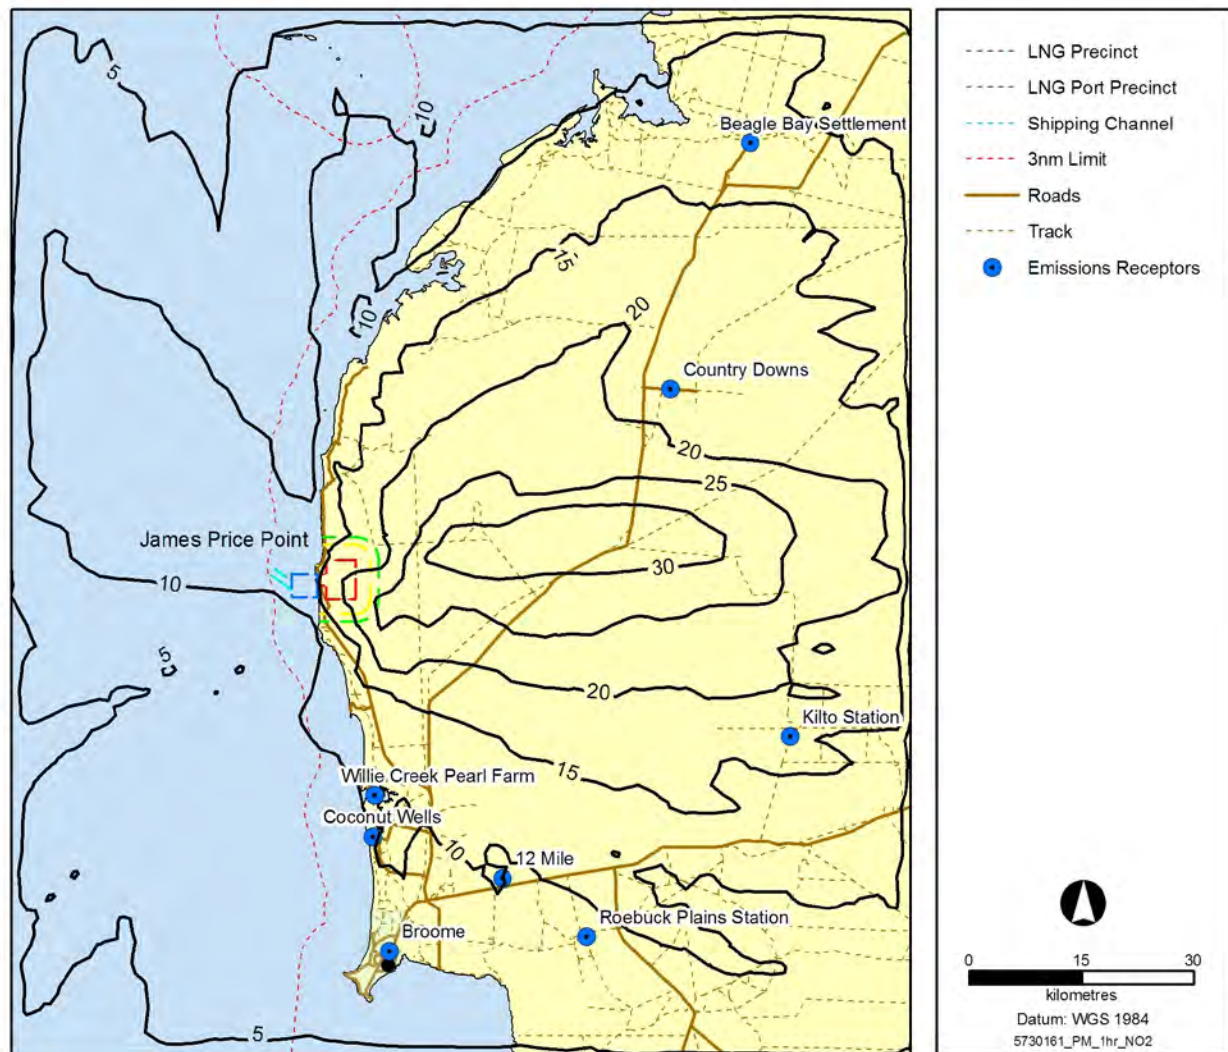 5
10
Beagle Bay Settlement
15
10
20
Country Downs
20
25
James Price Point
30
10
5
20
Kilto Station
15
Willie Creek Pearl Farm
Coconut Wells
10
12 Mile
Roebuck Plains Station
Broome
5
LNG Precinct
LNG Port Precinct
Shipping Channel
3nm Limit
Roads
Track
Emissions Receptors
0 15 30
kilometres
Datum: WGS 1984
5730161_PM_1hr_NO2